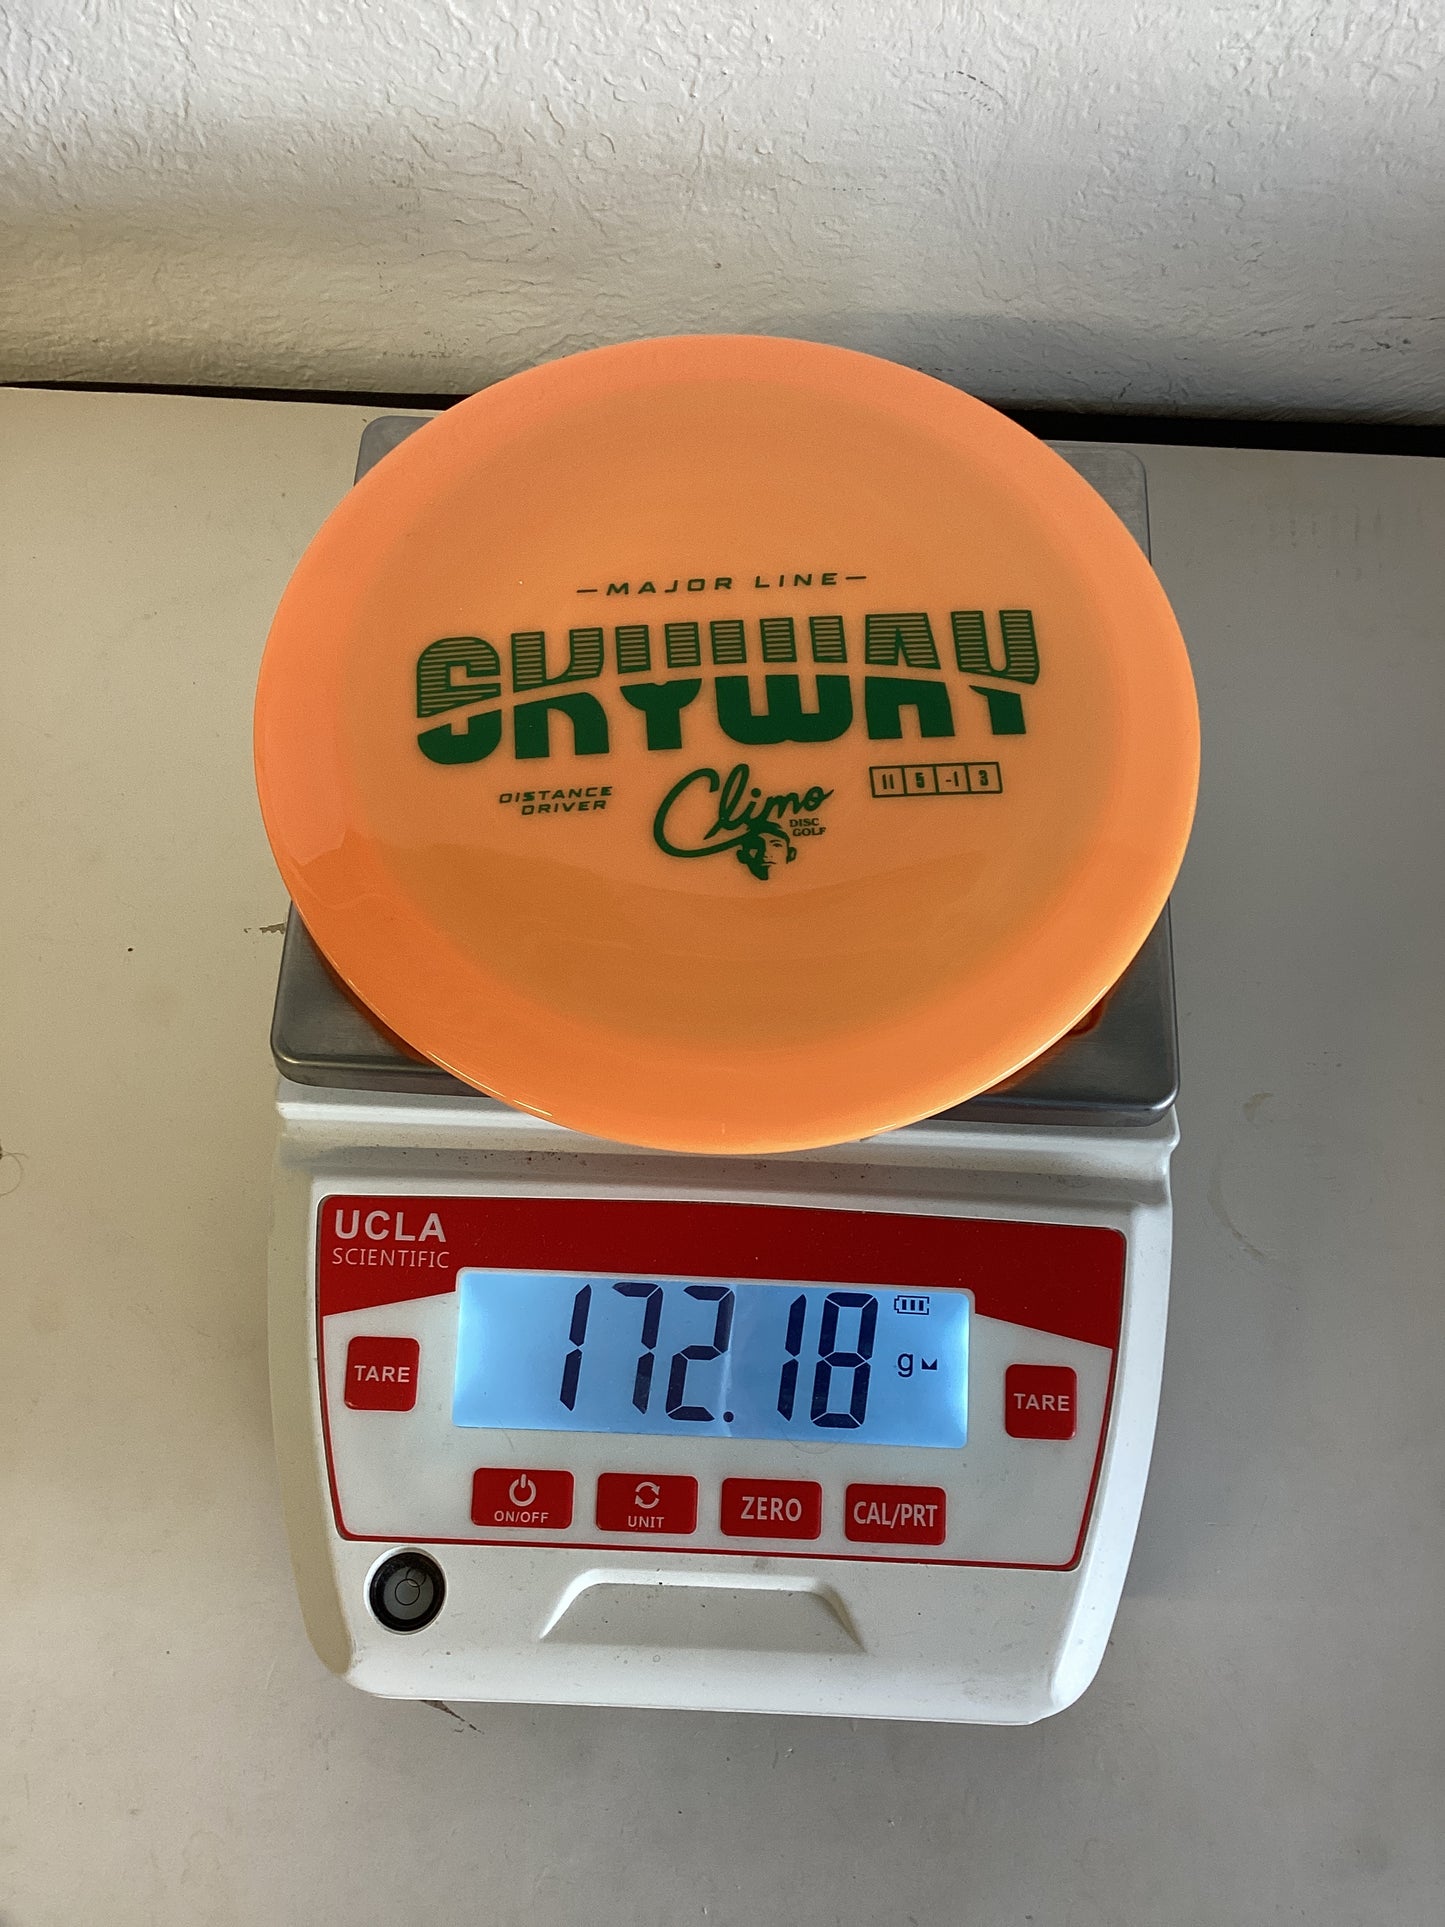 —MAJOR LINE—
SKYWAY
DISTANCE
DRIVER
Climo
DISC
GOLF
11 5 -1 3
UCLA
SCIENTIFIC
172.18 g
TARE
TARE
ON/OFF
UNIT
ZERO
CAL/PRT